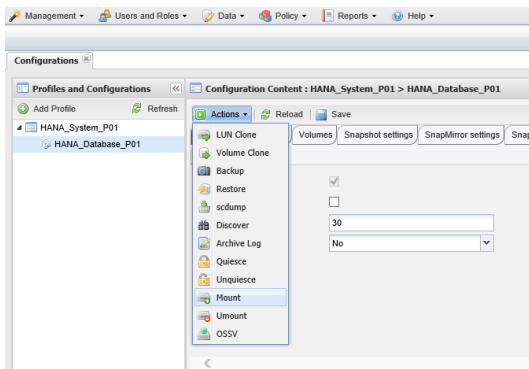 Management Users and Roles Data Policy Reports Help
Configurations
Profiles and Configurations
Configuration Content : HANA_System_P01 > HANA_Database_P01
Add Profile Refresh
Actions Reload Save
HANA_System_P01
HANA_Database_P01
Volumes Snapshot settings SnapMirror settings Snap
LUN Clone
Volume Clone
Backup
Restore
scdump
30
Discover
Archive Log
No
Quiesce
Unquiesce
Mount
Umount
OSSV